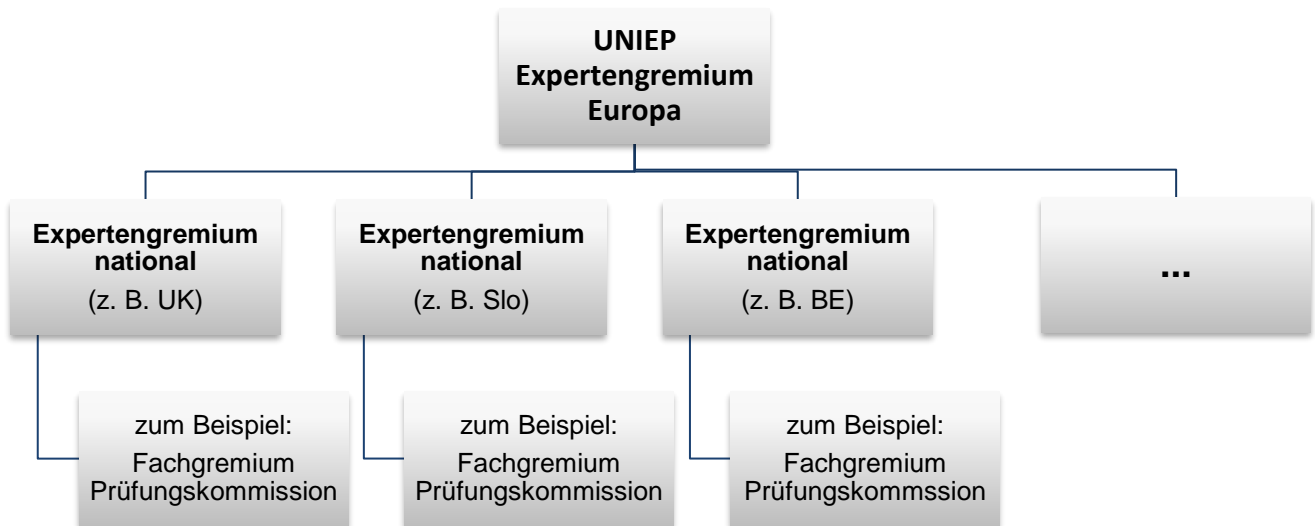 UNIEP
Expertengremium
Europa
Expertengremium
national
(z. B. UK)
Expertengremium
national
(z. B. Slo)
Expertengremium
national
(z. B. BE)
...
zum Beispiel:
Fachgremium
Prüfungskommission
zum Beispiel:
Fachgremium
Prüfungskommission
zum Beispiel:
Fachgremium
Prüfungskommssion